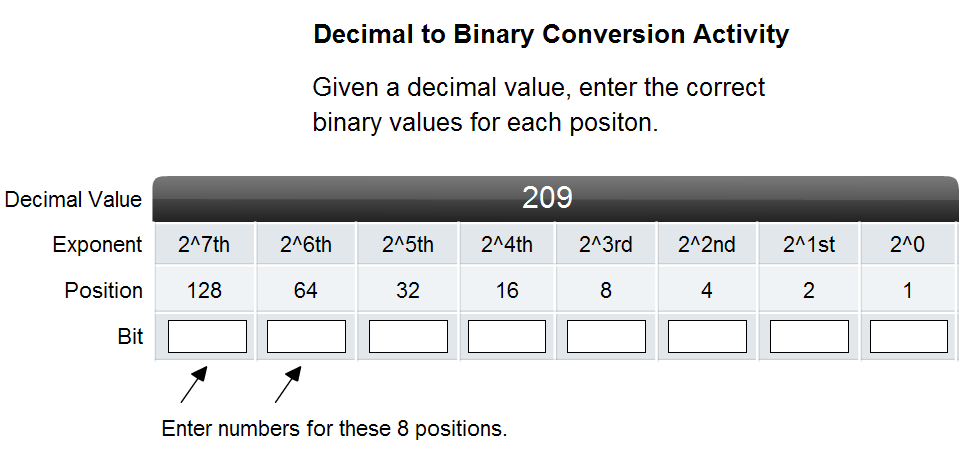 Decimal to Binary Conversion Activity
Given a decimal value, enter the correct
binary values for each positon.
Decimal Value 209
Exponent 2^7th 2^6th 2^5th 2^4th 2^3rd 2^2nd 2^1st 2^0
Position 128 64 32 16 8 4 2 1
Bit
Enter numbers for these 8 positions.